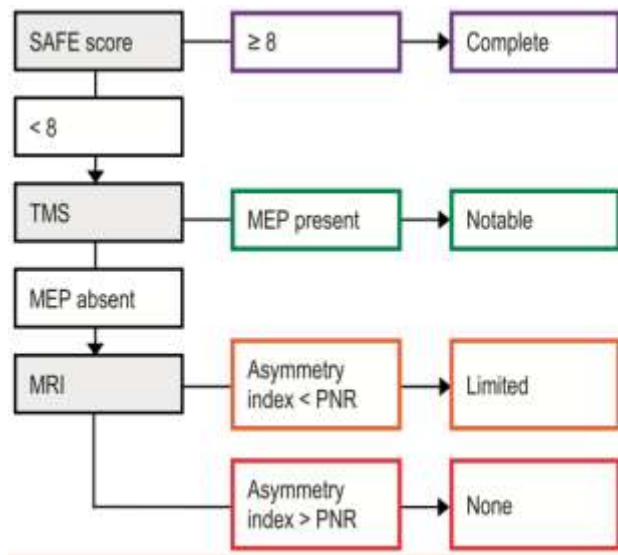 SAFE score
≥ 8
Complete
< 8
TMS
MEP present
Notable
MEP absent
MRI
Asymmetry
index < PNR
Limited
Asymmetry
index > PNR
None